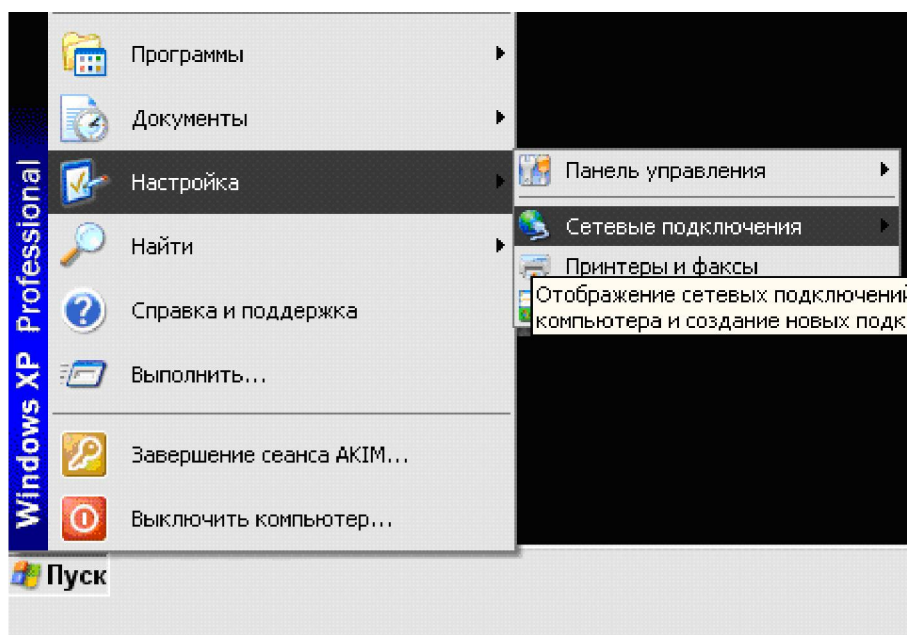 Windows XP Professional
Программы
Документы
Настройка
Найти
Справка и поддержка
Выполнить...
Завершение сеанса AKIM...
Выключить компьютер...
Панель управления
Сетевые подключения
Принтеры и факсы
Отображение сетевых подключений
компьютера и создание новых подк
Пуск